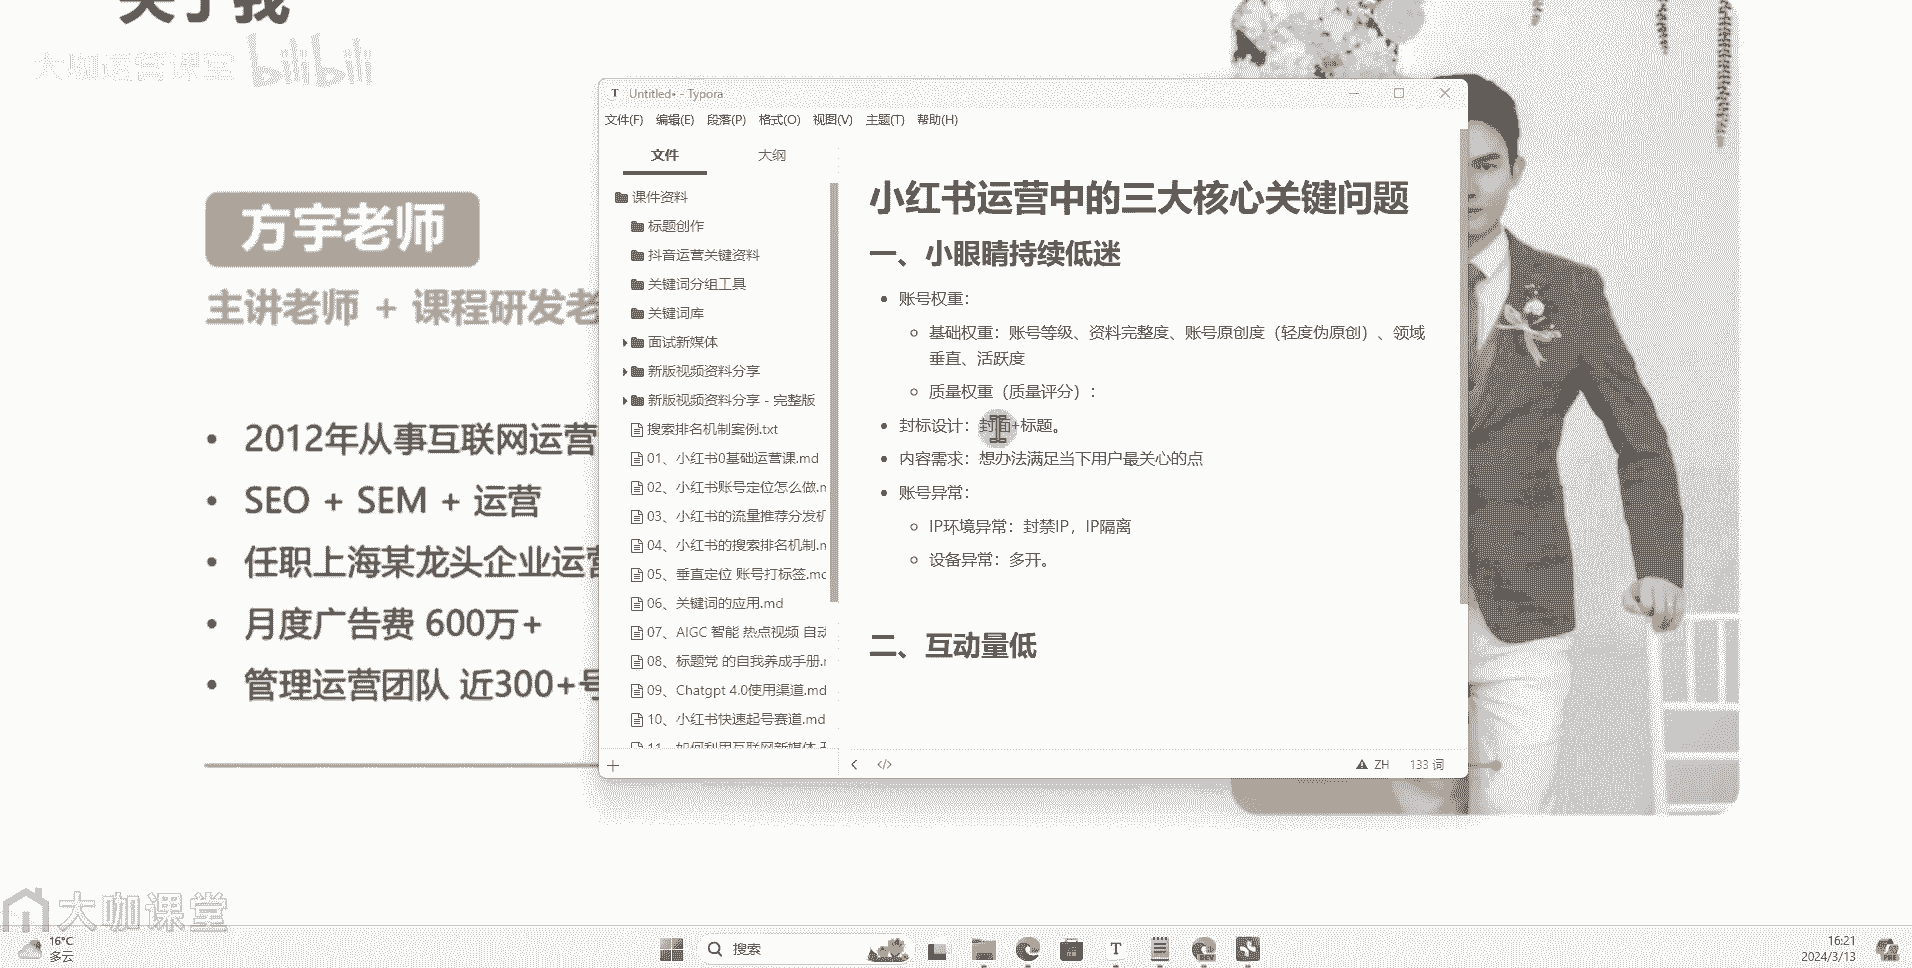 关于我
大咖运营课堂 bilibili
方宇老师
主讲老师 + 课程研发老
2012年从事互联网运营
SEO + SEM + 运营
任职上海某龙头企业运营
月度广告费 600万+
管理运营团队 近300+号
Untitled• - Typora
文件(F) 编辑(E) 段落(P) 格式(O) 视图(V) 主题(T) 帮助(H)
文件 大纲
课件资料
标题创作
抖音运营关键资料
关键词分组工具
关键词库
面试新媒体
新版视频资料分享
新版视频资料分享 - 完整版
搜索排名机制案例.txt
01、小红书0基础运营课.md
02、小红书账号定位怎么做.m
03、小红书的流量推荐分发机
04、小红书的搜索排名机制.m
05、垂直定位 账号打标签.md
06、关键词的应用.md
07、AIGC 智能 热点视频 自动
08、标题党 的自我养成手册.m
09、Chatgpt 4.0使用渠道.md
10、小红书快速起号赛道.md
11、如何利用互联网新媒体
小红书运营中的三大核心关键问题
一、小眼睛持续低迷
账号权重：
基础权重：账号等级、资料完整度、账号原创度（轻度伪原创）、领域
垂直、活跃度
质量权重（质量评分）：
封标设计：封面+标题。
内容需求：想办法满足当下用户最关心的点
账号异常：
IP环境异常：封禁IP，IP隔离
设备异常：多开。
二、互动量低
ZH 133 词
大咖课堂
16°C
多云
搜索
16:21
2024/3/13